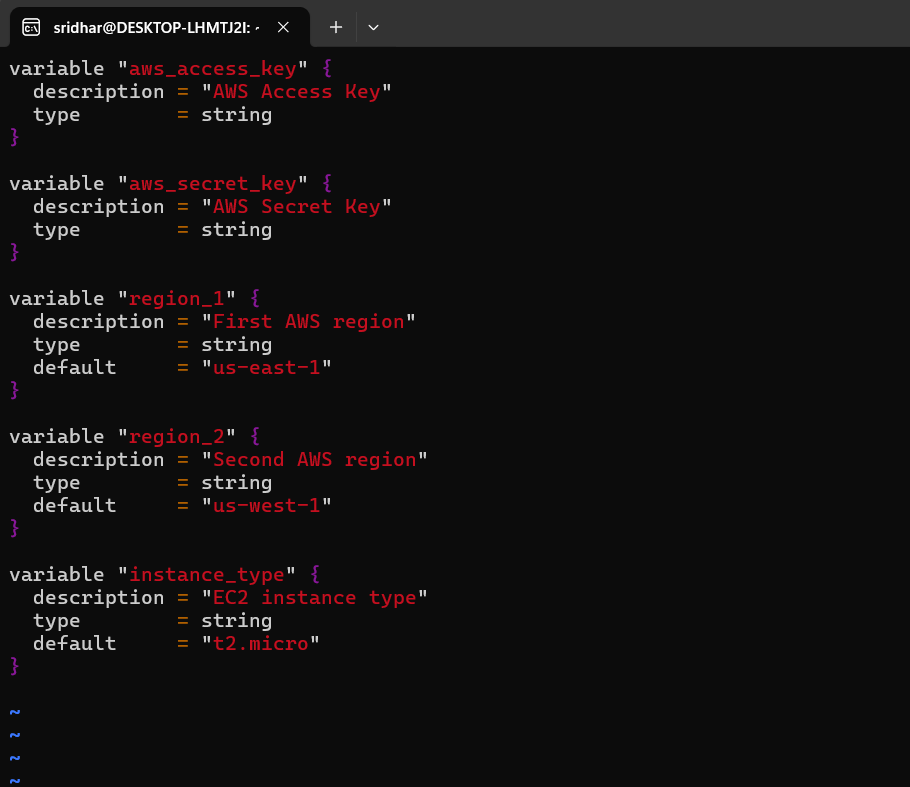 sridhar@DESKTOP-LHMTJ2I: ~
variable "aws_access_key" {
  description = "AWS Access Key"
  type        = string
}

variable "aws_secret_key" {
  description = "AWS Secret Key"
  type        = string
}

variable "region_1" {
  description = "First AWS region"
  type        = string
  default     = "us-east-1"
}

variable "region_2" {
  description = "Second AWS region"
  type        = string
  default     = "us-west-1"
}

variable "instance_type" {
  description = "EC2 instance type"
  type        = string
  default     = "t2.micro"
}

~
~
~
~